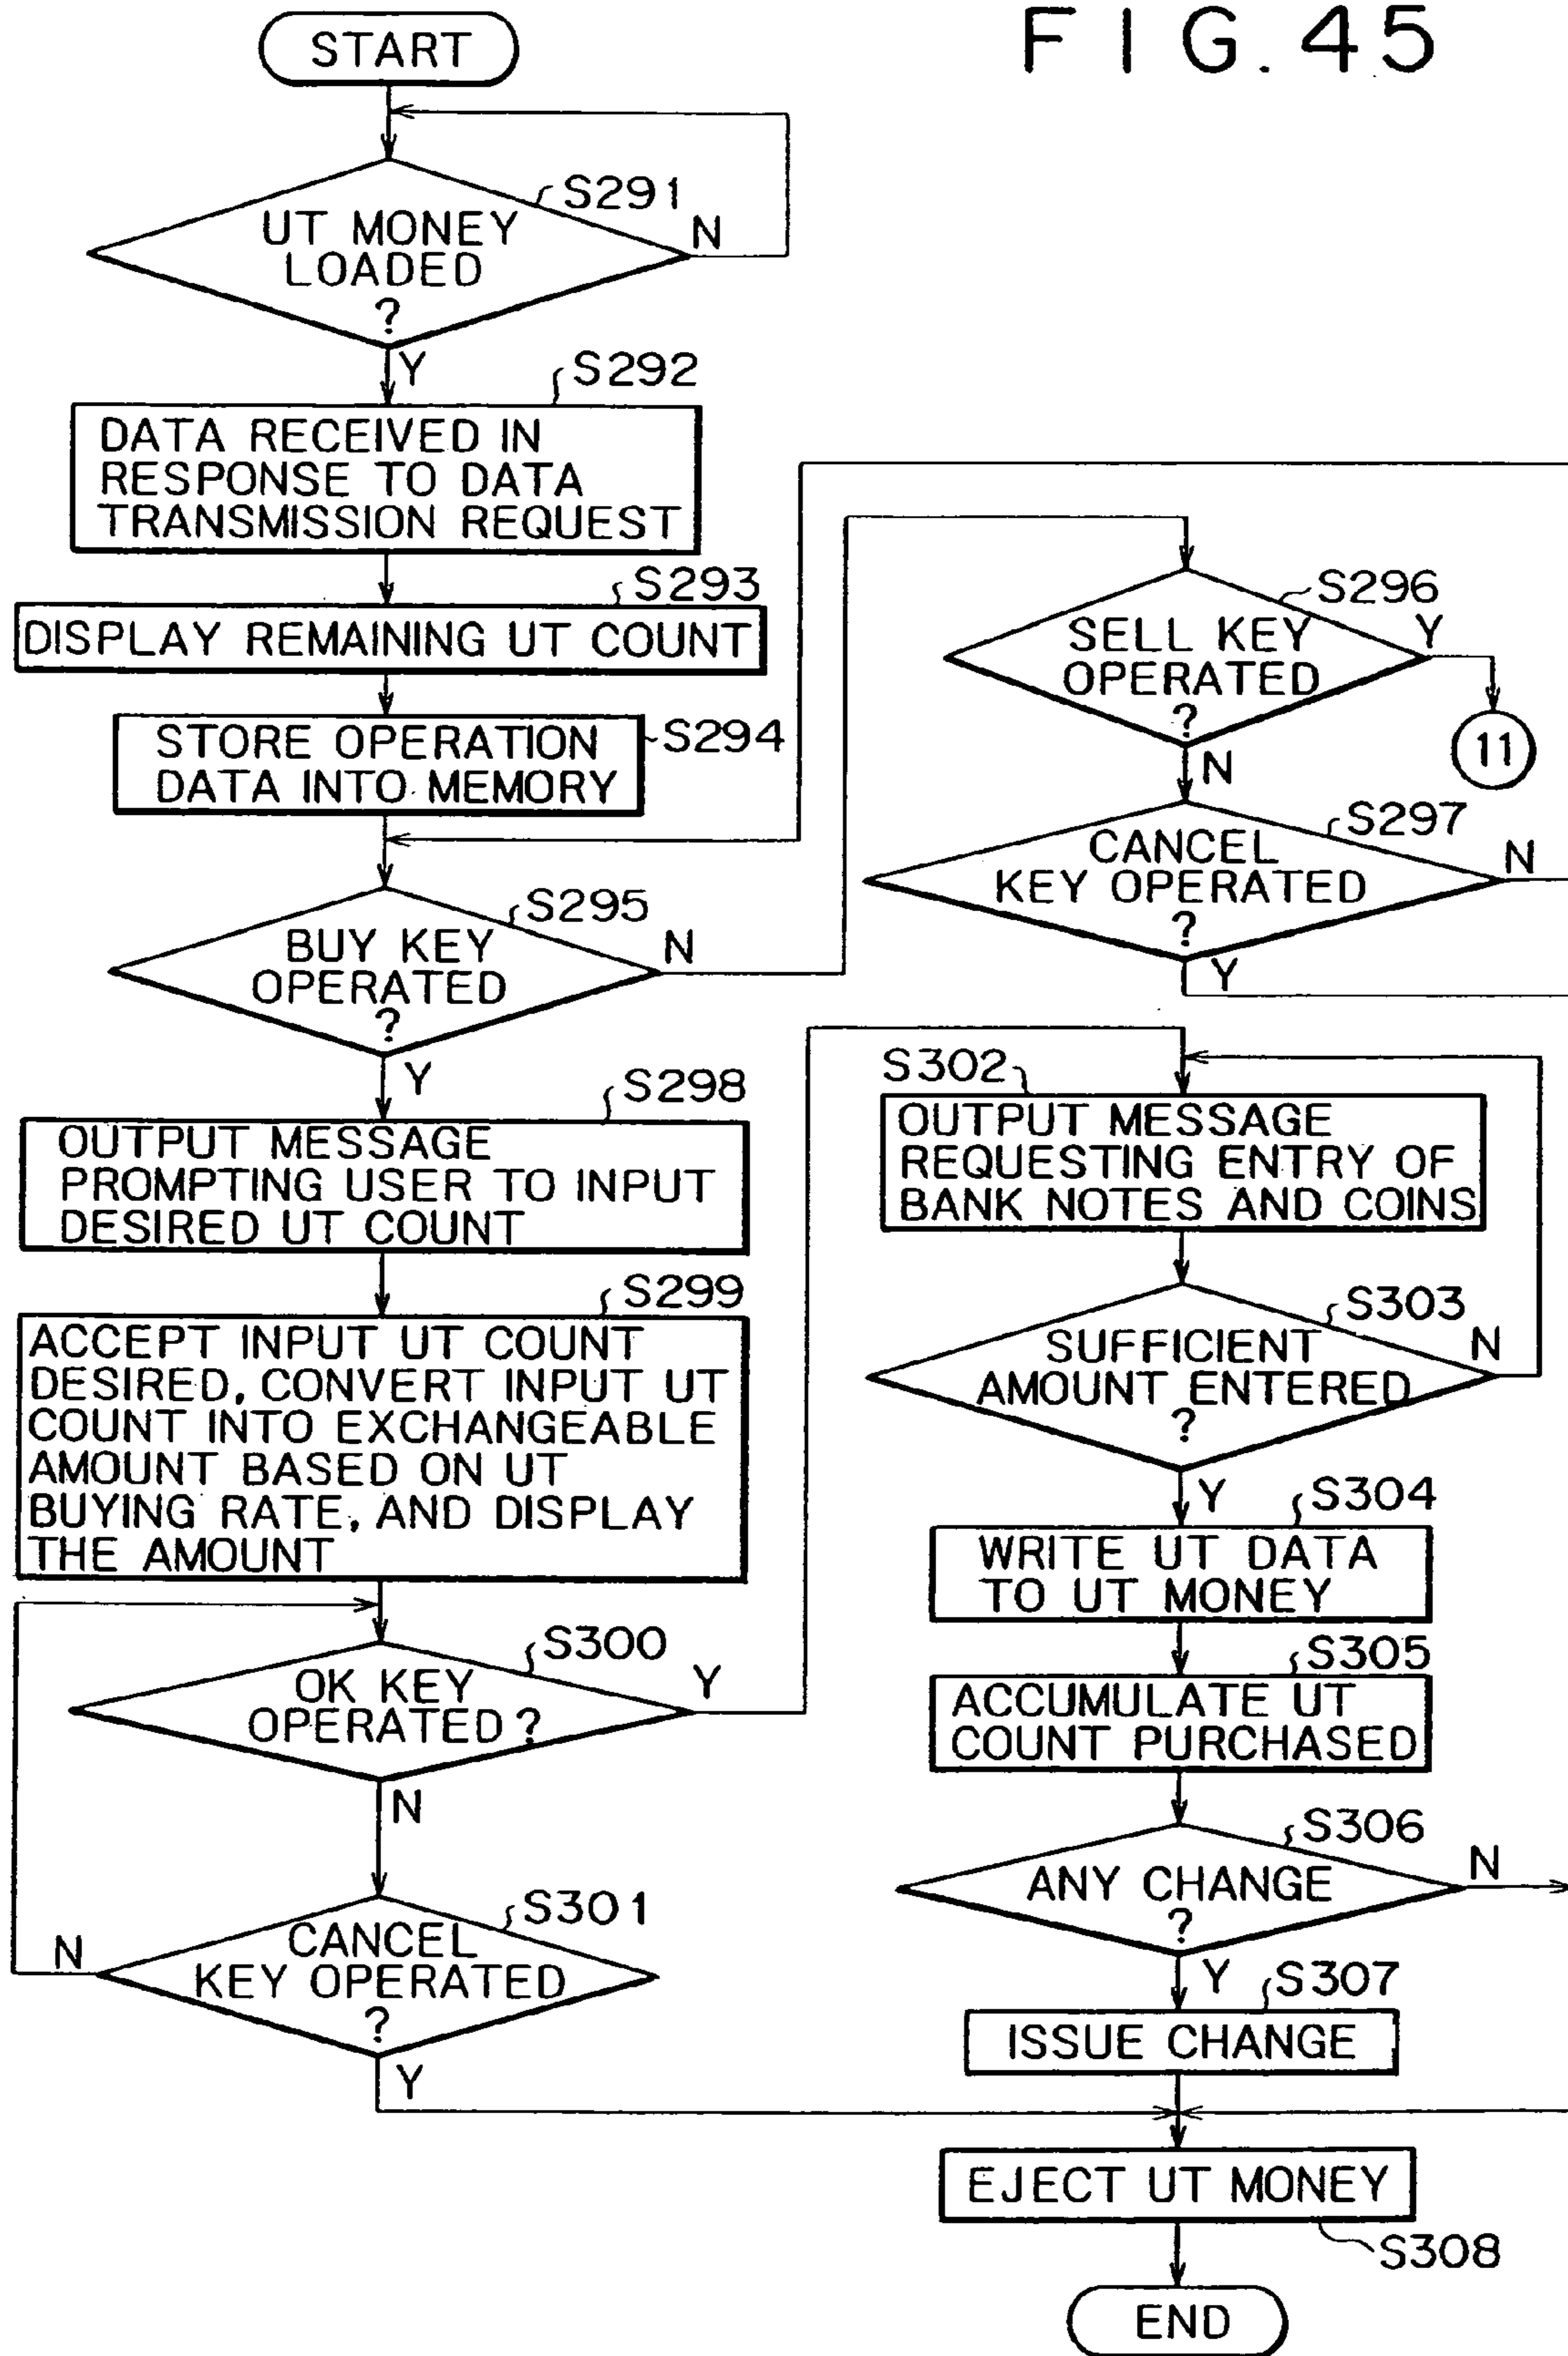 FIG. 45
START
S291
UT MONEY
LOADED
?
N
Y
S292
DATA RECEIVED IN
RESPONSE TO DATA
TRANSMISSION REQUEST
S293
DISPLAY REMAINING UT COUNT
S294
STORE OPERATION
DATA INTO MEMORY
S295
BUY KEY
OPERATED
?
N
Y
S296
SELL KEY
OPERATED
?
Y
11
N
S297
CANCEL
KEY OPERATED
?
N
Y
S298
OUTPUT MESSAGE
PROMPTING USER TO INPUT
DESIRED UT COUNT
S299
ACCEPT INPUT UT COUNT
DESIRED, CONVERT INPUT UT
COUNT INTO EXCHANGEABLE
AMOUNT BASED ON UT
BUYING RATE, AND DISPLAY
THE AMOUNT
S300
OK KEY
OPERATED?
Y
N
S301
CANCEL
KEY OPERATED
?
N
Y
S302
OUTPUT MESSAGE
REQUESTING ENTRY OF
BANK NOTES AND COINS
S303
SUFFICIENT
AMOUNT ENTERED
?
N
Y
S304
WRITE UT DATA
TO UT MONEY
S305
ACCUMULATE UT
COUNT PURCHASED
S306
ANY CHANGE
?
N
Y
S307
ISSUE CHANGE
EJECT UT MONEY
S308
END